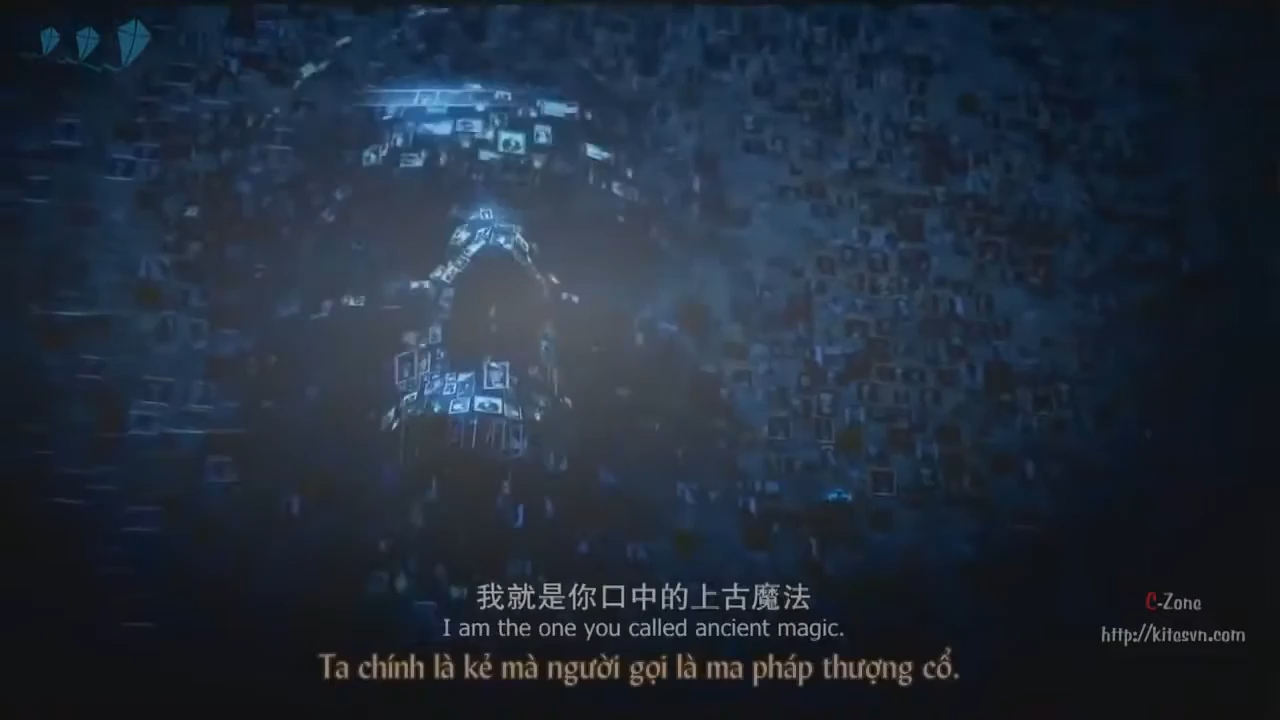 我就是你口中的上古魔法
I am the one you called ancient magic.
Ta chính là kẻ mà người gọi là ma pháp thượng cổ.
C-Zone
http://kitesvn.com